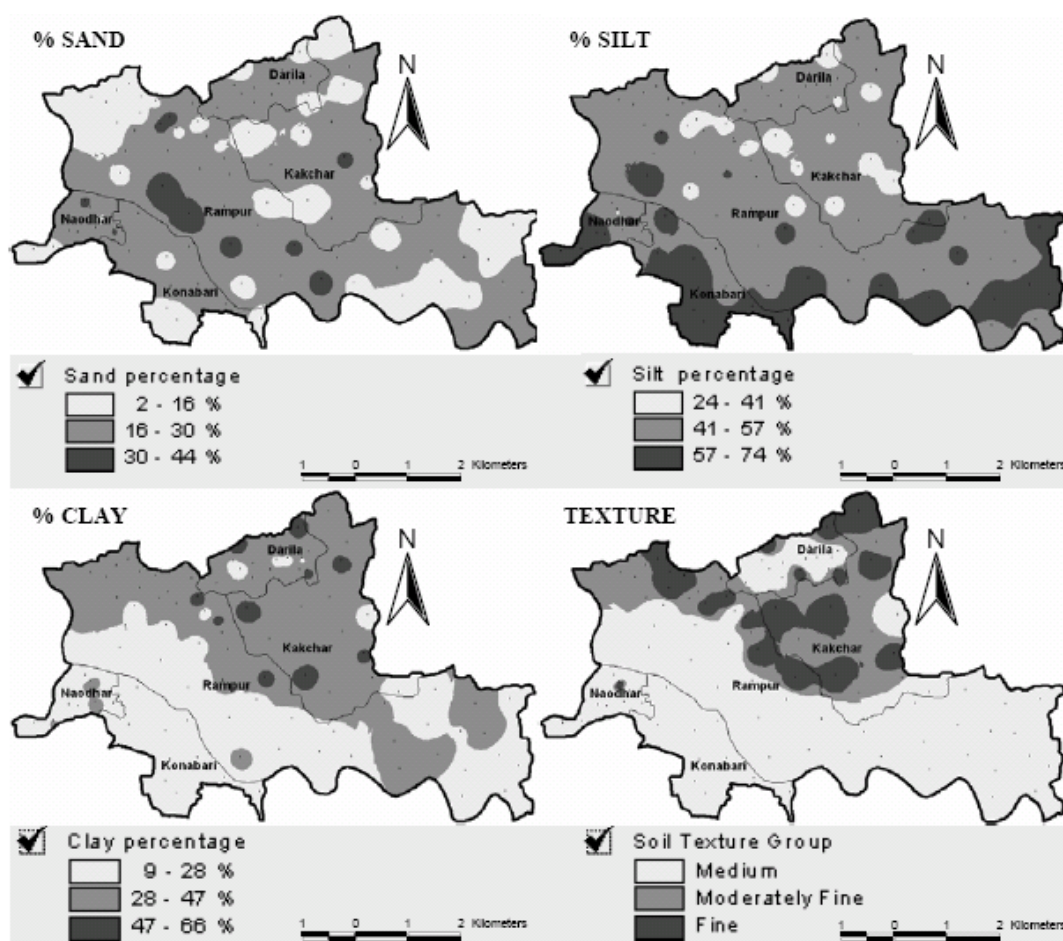 % SAND
N
Darila
Kakchar
Naodhar
Rampur
Konabari
Sand percentage
2 - 16 %
16 - 30 %
30 - 44 %
1 0 1 2 Kilometers
% SILT
N
Darila
Kakchar
Naodhar
Rampur
Konabari
Silt percentage
24 - 41 %
41 - 57 %
57 - 74 %
1 0 1 2 Kilometers
% CLAY
N
Darila
Kakchar
Naodhar
Rampur
Konabari
Clay percentage
9 - 28 %
28 - 47 %
47 - 66 %
1 0 1 2 Kilometers
TEXTURE
N
Darila
Kakchar
Naodhar
Rampur
Konabari
Soil Texture Group
Medium
Moderately Fine
Fine
1 0 1 2 Kilometers